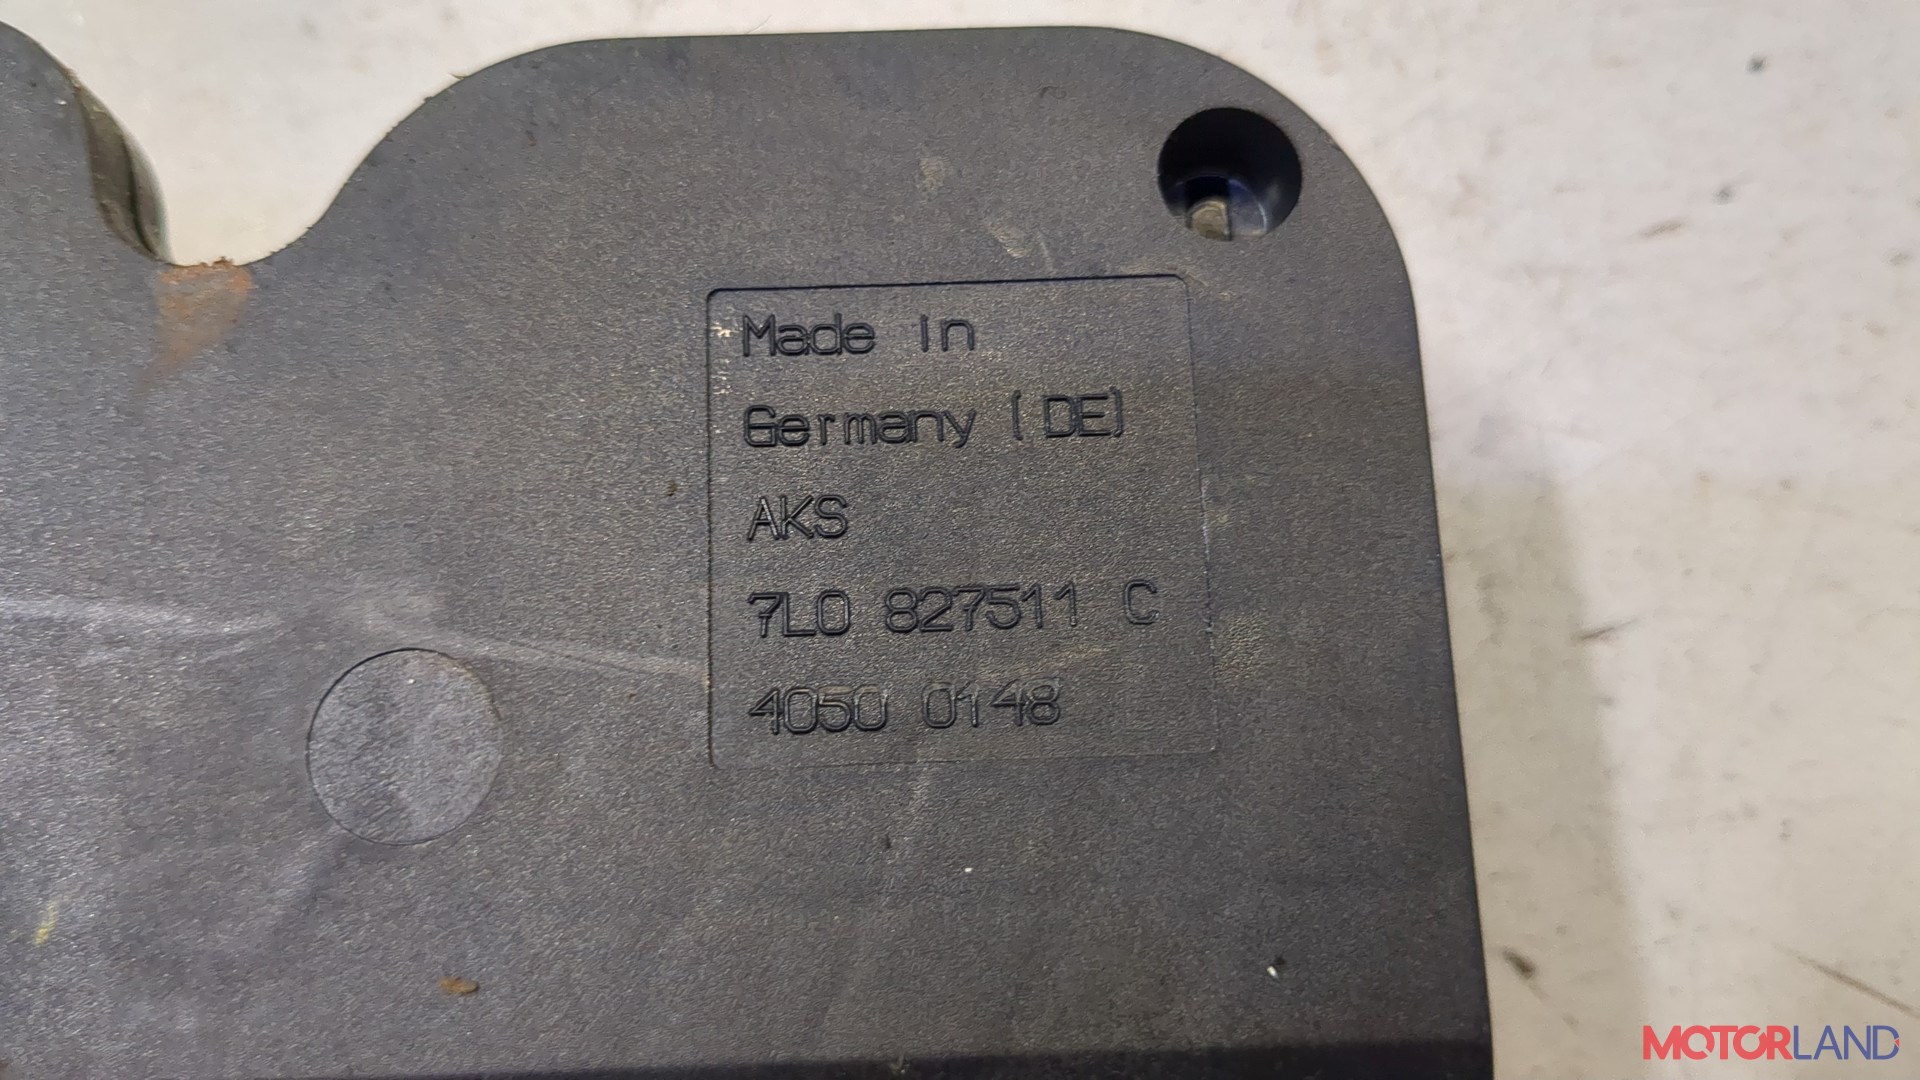 Made in
Germany (DE)
AKS
7L0 827511 C
4050 0148
MOTORLAND